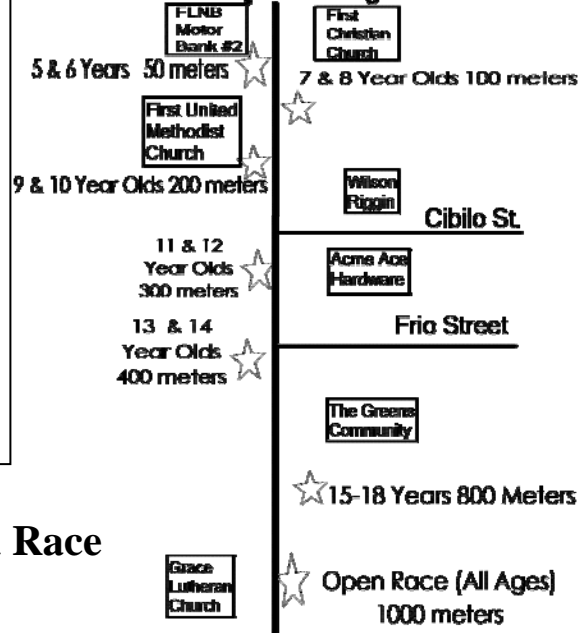 FLNB
Motor
Bank #2
First
Christian
Church
5 & 6 Years 50 meters
7 & 8 Year Olds 100 meters
First United
Methodist
Church
9 & 10 Year Olds 200 meters
Wilson
Riggin
Cibilo St.
11 & 12
Year Olds
300 meters
Acme Ace
Hardware
13 & 14
Year Olds
400 meters
Frio Street
The Greens
Community
15-18 Years 800 Meters
Race
Grace
Lutheran
Church
Open Race (All Ages)
1000 meters